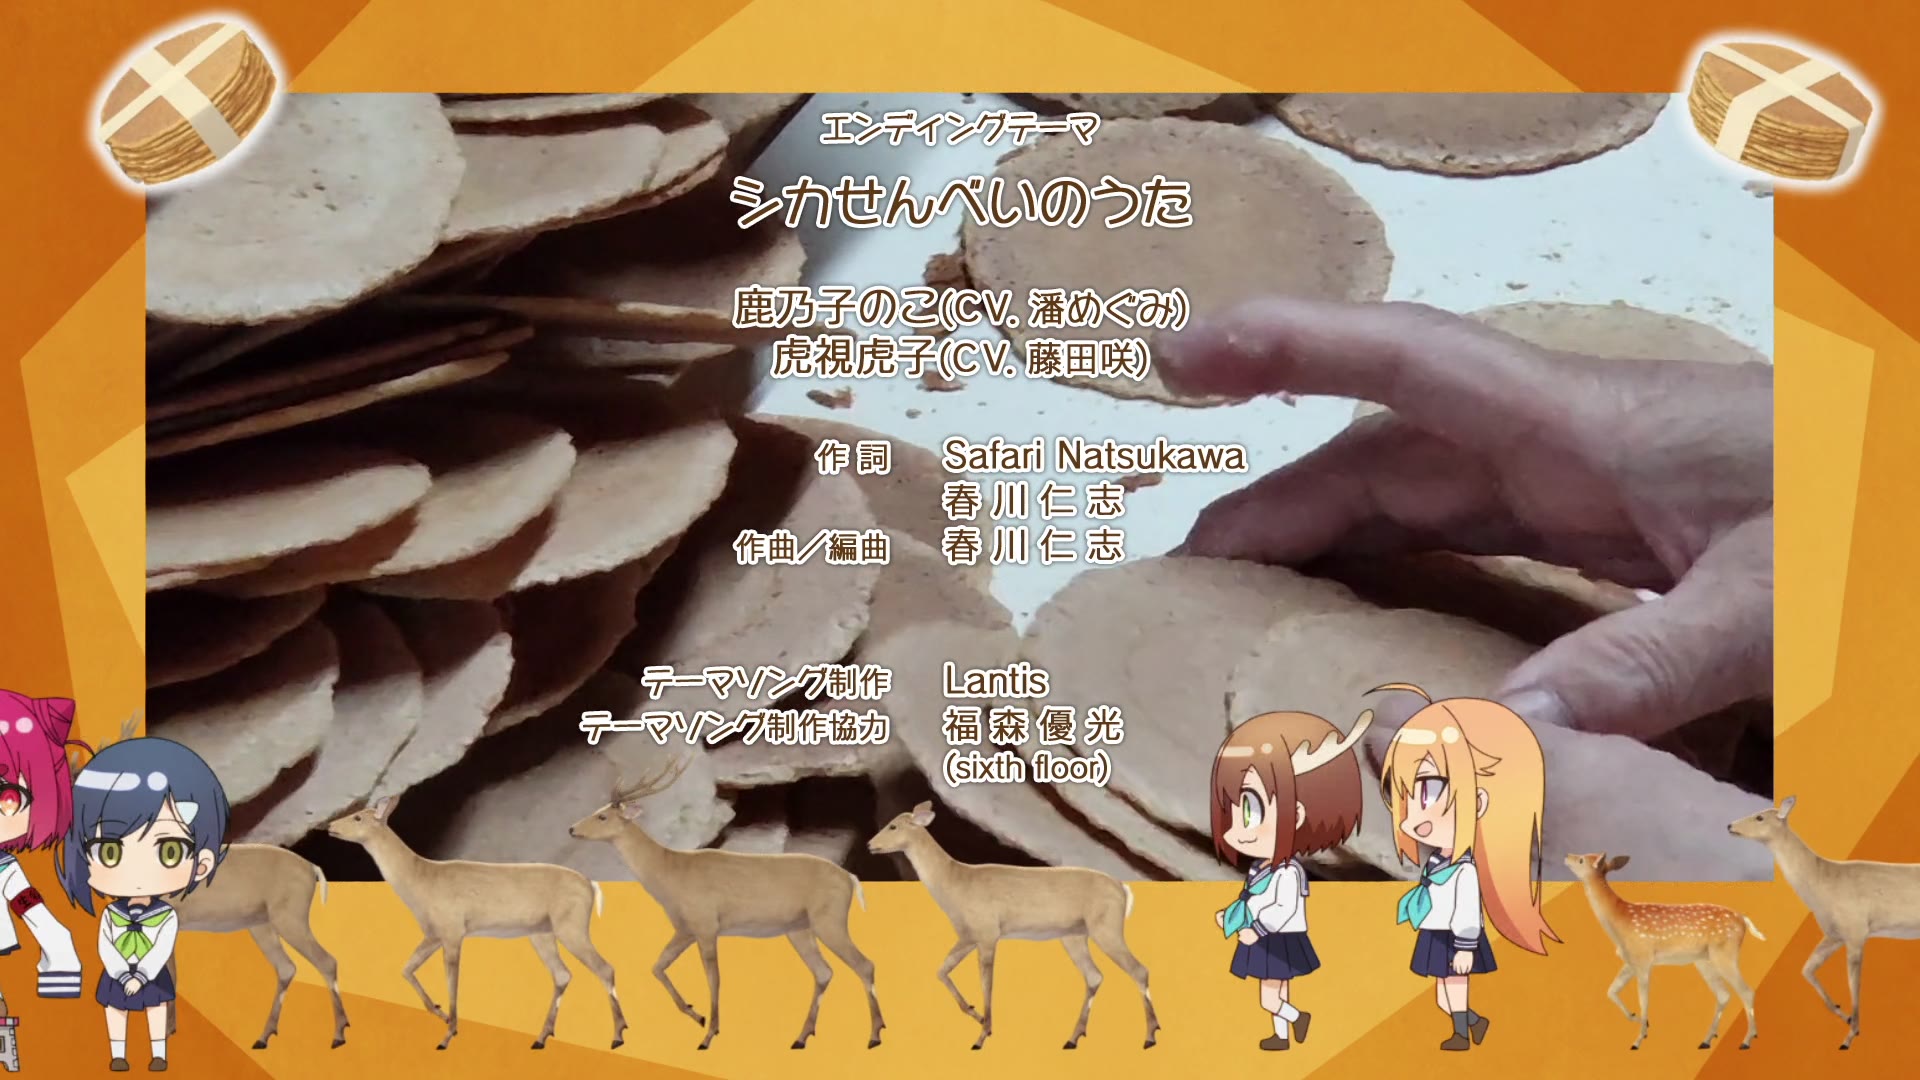 エンディングテーマ
シカせんべいのうた
鹿乃子のこ(CV. 潘めぐみ)
虎視虎子(CV. 藤田咲)
作詞 Safari Natsukawa
春川仁志
作曲／編曲 春川仁志
テーマソング制作 Lantis
テーマソング制作協力 福森優光
(sixth floor)